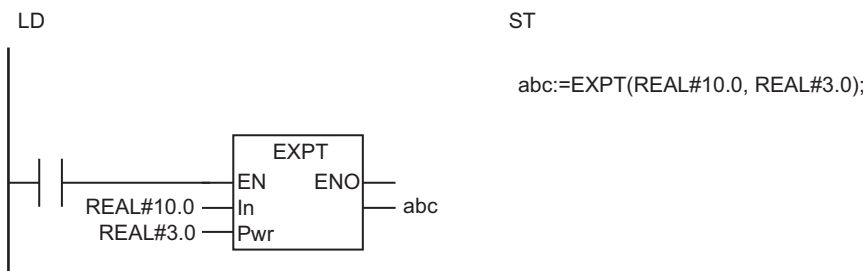 LD
ST
abc:=EXPT(REAL#10.0, REAL#3.0);
EXPT
EN ENO
REAL#10.0 In abc
REAL#3.0 Pwr